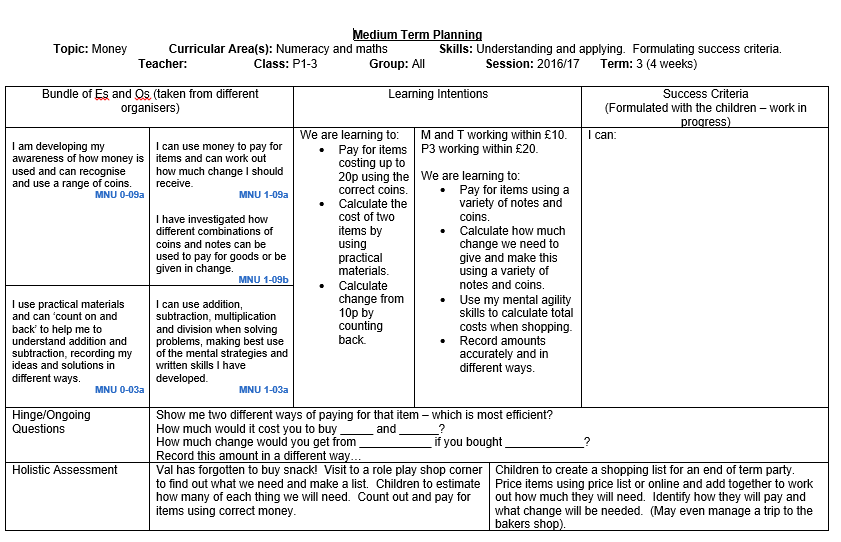 Medium Term Planning
Topic: Money Curricular Area(s): Numeracy and maths Skills: Understanding and applying. Formulating success criteria.
Teacher: Class: P1-3 Group: All Session: 2016/17 Term: 3 (4 weeks)
Bundle of Es and Os (taken from different
organisers)
Learning Intentions
Success Criteria
(Formulated with the children – work in
progress)
I am developing my
awareness of how money is
used and can recognise
and use a range of coins.
MNU 0-09a
I can use money to pay for
items and can work out
how much change I should
receive.
MNU 1-09a
I have investigated how
different combinations of
coins and notes can be
used to pay for goods or be
given in change.
MNU 1-09b
I use practical materials
and can ‘count on and
back’ to help me to
understand addition and
subtraction, recording my
ideas and solutions in
different ways.
MNU 0-03a
I can use addition,
subtraction, multiplication
and division when solving
problems, making best use
of the mental strategies and
written skills I have
developed.
MNU 1-03a
We are learning to:
• Pay for items
costing up to
20p using the
correct coins.
• Calculate the
cost of two
items by
using
practical
materials.
• Calculate
change from
10p by
counting
back.
M and T working within £10.
P3 working within £20.
We are learning to:
• Pay for items using a
variety of notes and
coins.
• Calculate how much
change we need to
give and make this
using a variety of
notes and coins.
• Use my mental agility
skills to calculate total
costs when shopping.
• Record amounts
accurately and in
different ways.
I can:
Hinge/Ongoing
Questions
Show me two different ways of paying for that item – which is most efficient?
How much would it cost you to buy _____ and ______?
How much change would you get from ___________ if you bought ____________?
Record this amount in a different way…
Holistic Assessment
Val has forgotten to buy snack! Visit to a role play shop corner
to find out what we need and make a list. Children to estimate
how many of each thing we will need. Count out and pay for
items using correct money.
Children to create a shopping list for an end of term party.
Price items using price list or online and add together to work
out how much they will need. Identify how they will pay and
what change will be needed. (May even manage a trip to the
bakers shop).